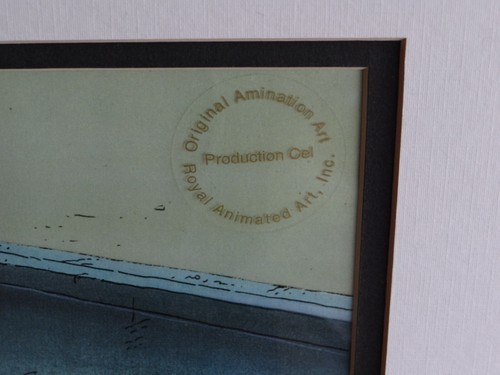 Original Amination Art
Production Cel
Royal Animated Art, Inc.